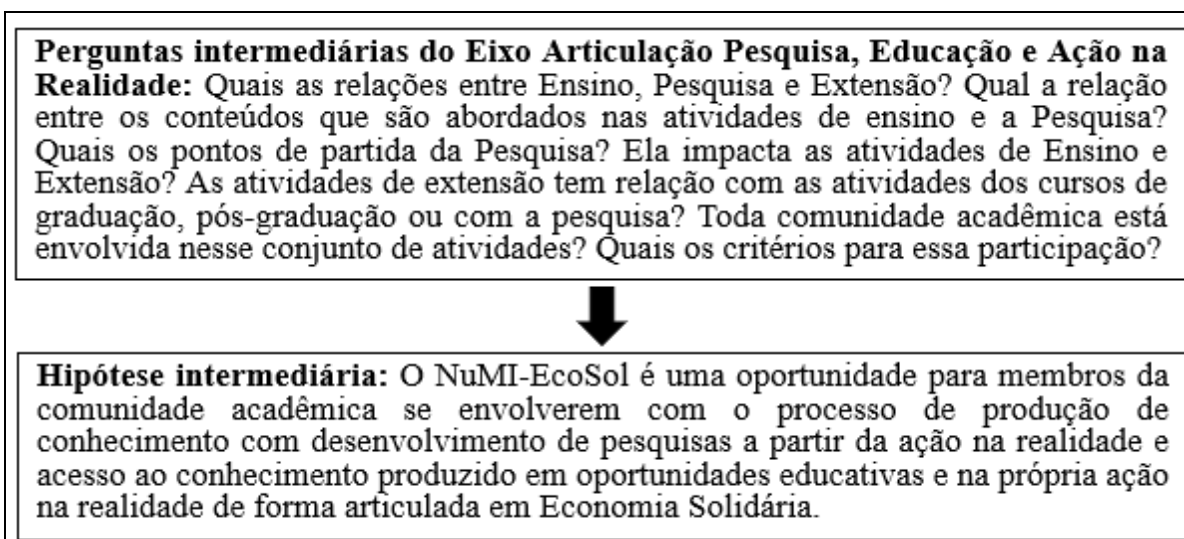 Perguntas intermediárias do Eixo Articulação Pesquisa, Educação e Ação na
Realidade: Quais as relações entre Ensino, Pesquisa e Extensão? Qual a relação
entre os conteúdos que são abordados nas atividades de ensino e a Pesquisa?
Quais os pontos de partida da Pesquisa? Ela impacta as atividades de Ensino e
Extensão? As atividades de extensão tem relação com as atividades dos cursos de
graduação, pós-graduação ou com a pesquisa? Toda comunidade acadêmica está
envolvida nesse conjunto de atividades? Quais os critérios para essa participação?
Hipótese intermediária: O NuMI-EcoSol é uma oportunidade para membros da
comunidade acadêmica se envolverem com o processo de produção de
conhecimento com desenvolvimento de pesquisas a partir da ação na realidade e
acesso ao conhecimento produzido em oportunidades educativas e na própria ação
na realidade de forma articulada em Economia Solidária.